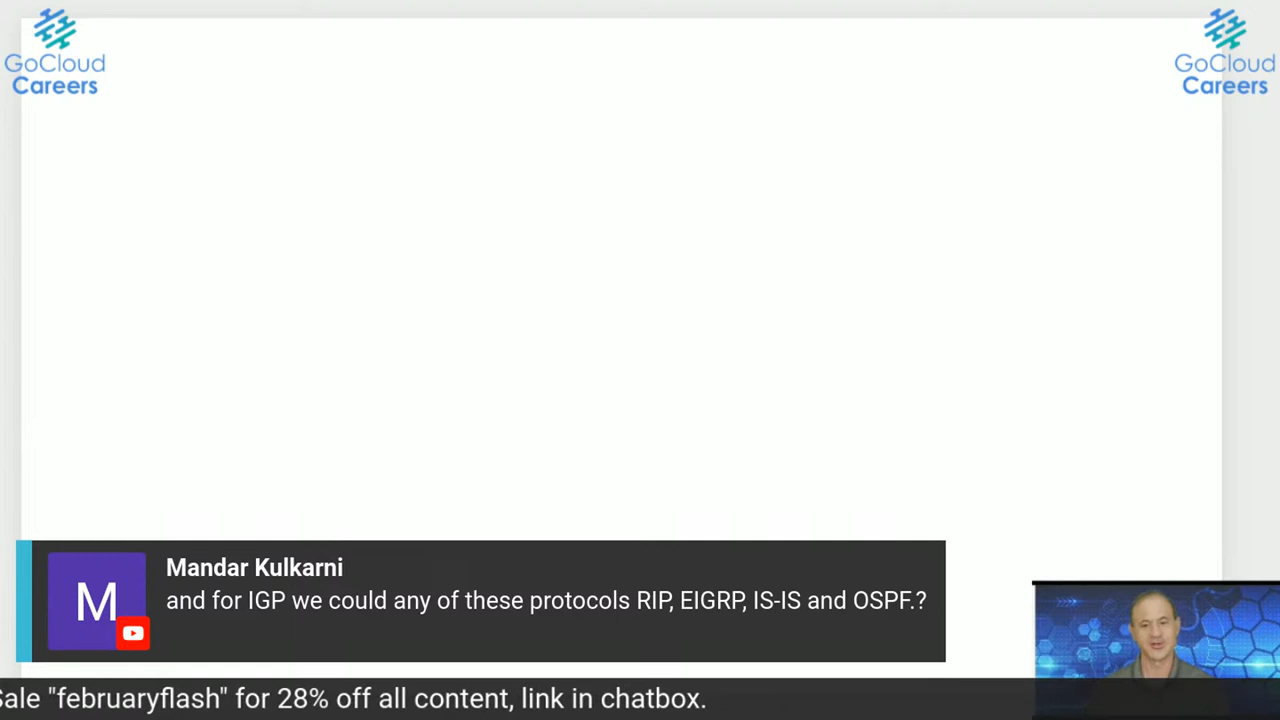 GoCloud
Careers
GoCloud
Careers
M
Mandar Kulkarni
and for IGP we could any of these protocols RIP, EIGRP, IS-IS and OSPF.?
"februaryflash" for 28% off all content, link in chatbox.